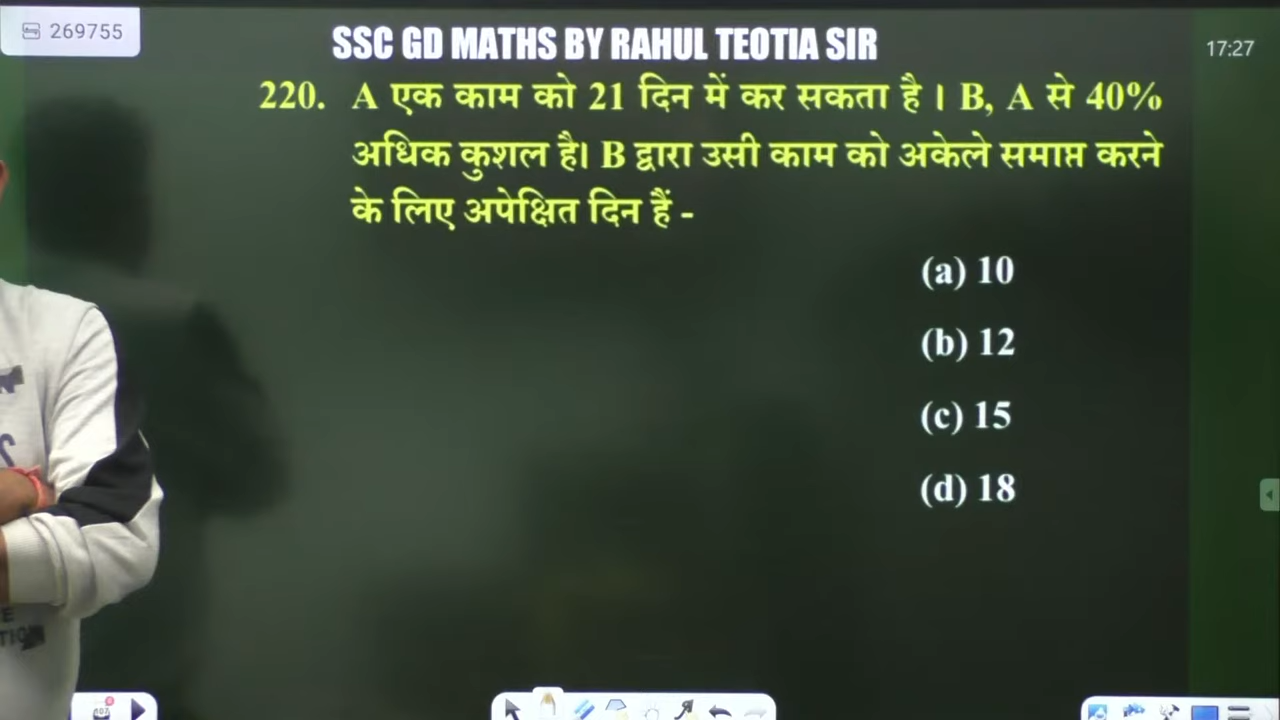 269755
SSC GD MATHS BY RAHUL TEOTIA SIR
17:27
220. A एक काम को 21 दिन में कर सकता है । B, A से 40%
अधिक कुशल है। B द्वारा उसी काम को अकेले समाप्त करने
के लिए अपेक्षित दिन हैं -
(a) 10
(b) 12
(c) 15
(d) 18